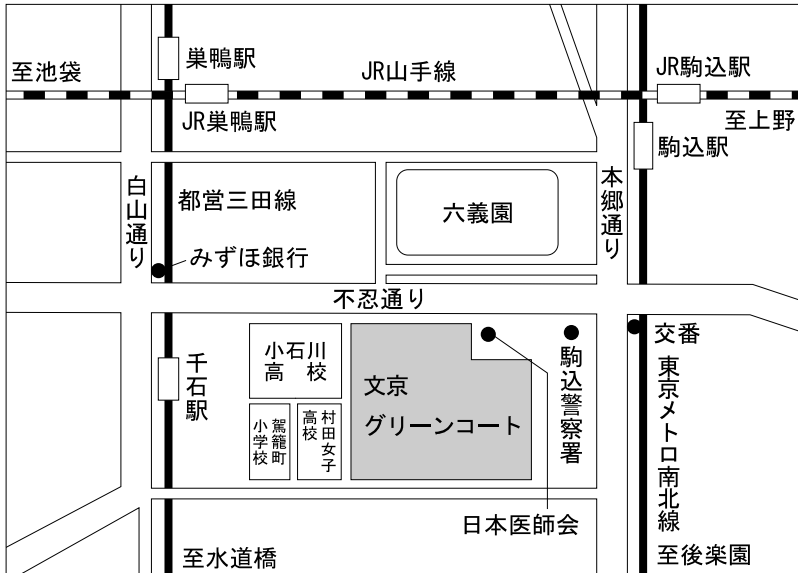 巣鴨駅
至池袋
JR山手線
JR駒込駅
JR巣鴨駅
至上野
駒込駅
白山通り
都営三田線
六義園
本郷通り
みずほ銀行
不忍通り
小石川
高　校
千石駅
文京
グリーンコート
駒込警察署
交番
東京メトロ南北線
駕籠町
小学校
村田女子
高校
日本医師会
至水道橋
至後楽園